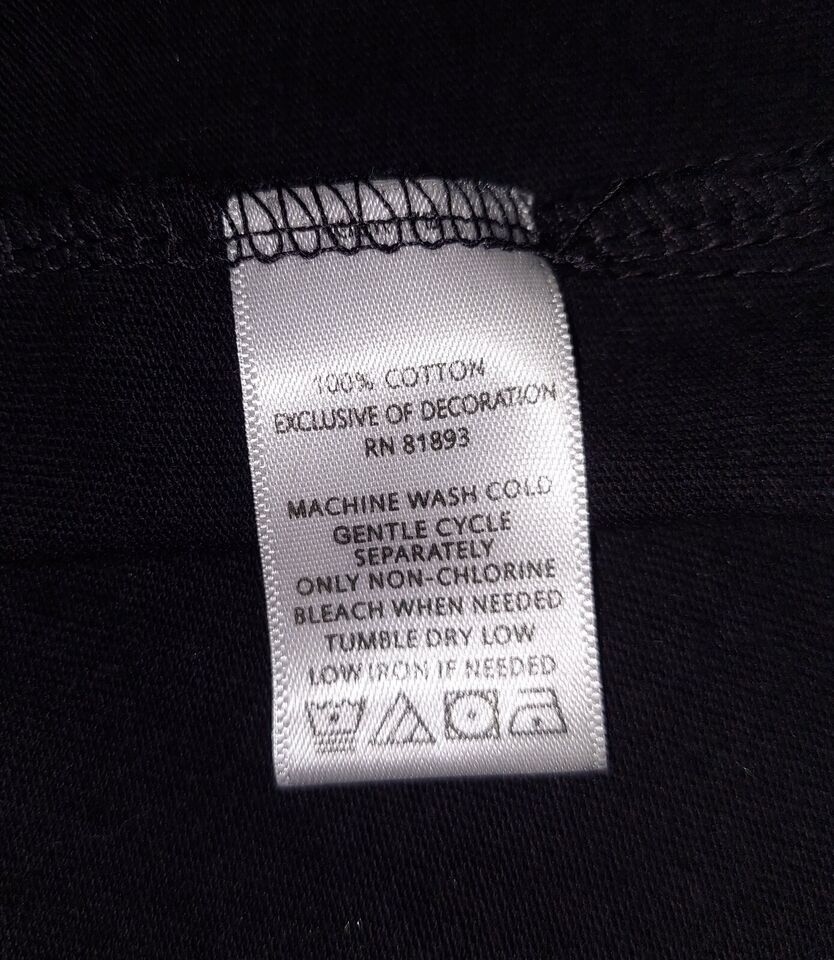 100% COTTON
EXCLUSIVE OF DECORATION
RN 81893
MACHINE WASH COLD
GENTLE CYCLE
SEPARATELY
ONLY NON-CHLORINE
BLEACH WHEN NEEDED
TUMBLE DRY LOW
LOW IRON IF NEEDED